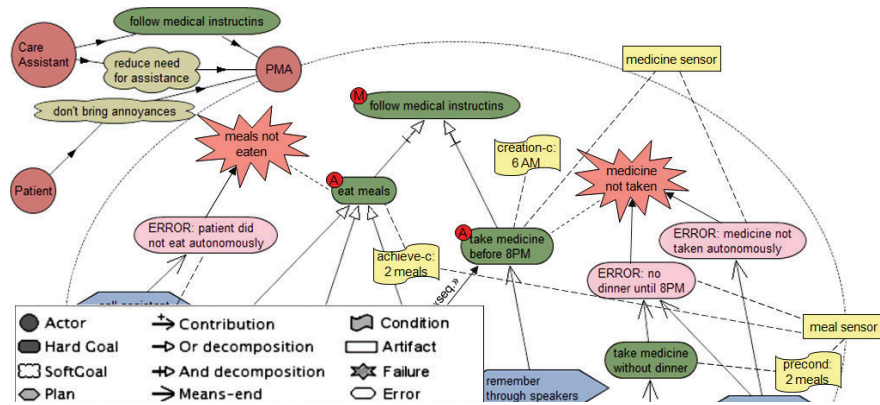 follow medical instructins
Care
Assistant
reduce need
for assistance
PMA
don't bring annoyances
Patient
meals not
eaten
M
follow medical instructins
medicine sensor
creation-c:
6 AM
medicine
not taken
A
eat meals
ERROR: patient did
not eat autonomously
A
take medicine
before 8PM
ERROR: medicine not
taken autonomously
achieve-c:
2 meals
ERROR: no
dinner until 8PM
«seq.»
meal sensor
take medicine
without dinner
precond:
2 meals
remember
through speakers
Actor
Contribution
Condition
Hard Goal
Or decomposition
Artifact
SoftGoal
And decomposition
Failure
Plan
Means-end
Error
+